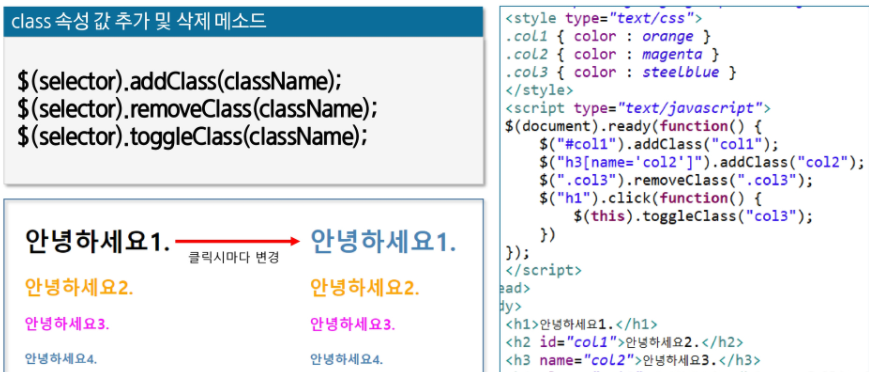 class 속성 값 추가 및 삭제 메소드
$(selector).addClass(className);
$(selector).removeClass(className);
$(selector).toggleClass(className);
안녕하세요1.
클릭시마다 변경
안녕하세요1.
안녕하세요2.
안녕하세요2.
안녕하세요3.
안녕하세요3.
안녕하세요4.
안녕하세요4.
<style type="text/css">
.col1 { color : orange }
.col2 { color : magenta }
.col3 { color : steelblue }
</style>
<script type="text/javascript">
$(document).ready(function() {
$("#col1").addClass("col1");
$("h3[name='col2']").addClass("col2");
$(".col3").removeClass(".col3");
$("h1").click(function() {
$(this).toggleClass("col3");
})
});
</script>
ead>
dy>
<h1>안녕하세요1.</h1>
<h2 id="col1">안녕하세요2.</h2>
<h3 name="col2">안녕하세요3.</h3>